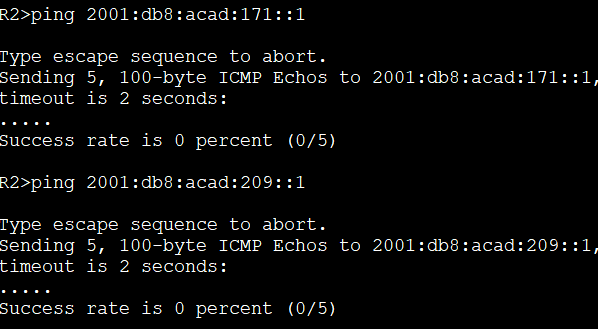 R2>ping 2001:db8:acad:171::1
Type escape sequence to abort.
Sending 5, 100-byte ICMP Echos to 2001:db8:acad:171::1,
timeout is 2 seconds:
.....
Success rate is 0 percent (0/5)
R2>ping 2001:db8:acad:209::1
Type escape sequence to abort.
Sending 5, 100-byte ICMP Echos to 2001:db8:acad:209::1,
timeout is 2 seconds:
.....
Success rate is 0 percent (0/5)